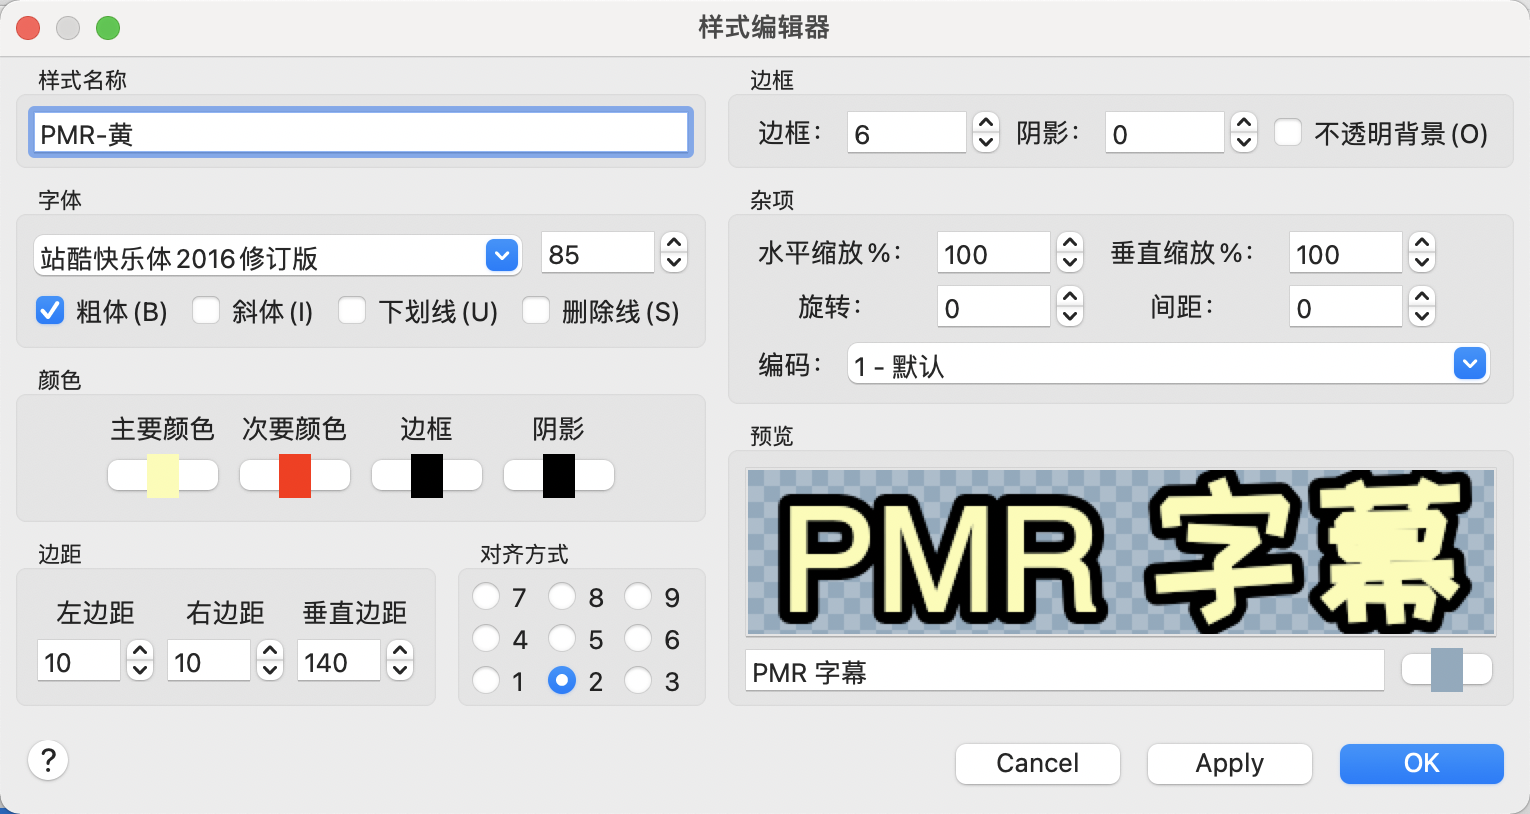 样式编辑器
样式名称
PMR-黄
字体
站酷快乐体2016修订版 85
粗体(B) 斜体(I) 下划线(U) 删除线(S)
颜色
主要颜色 次要颜色 边框 阴影
边距
左边距 右边距 垂直边距
10 10 140
对齐方式
7 8 9
4 5 6
1 2 3
边框
边框: 6 阴影: 0 不透明背景(O)
杂项
水平缩放%: 100 垂直缩放%: 100
旋转: 0 间距: 0
编码: 1 - 默认
预览
PMR 字幕
PMR 字幕
? Cancel Apply OK